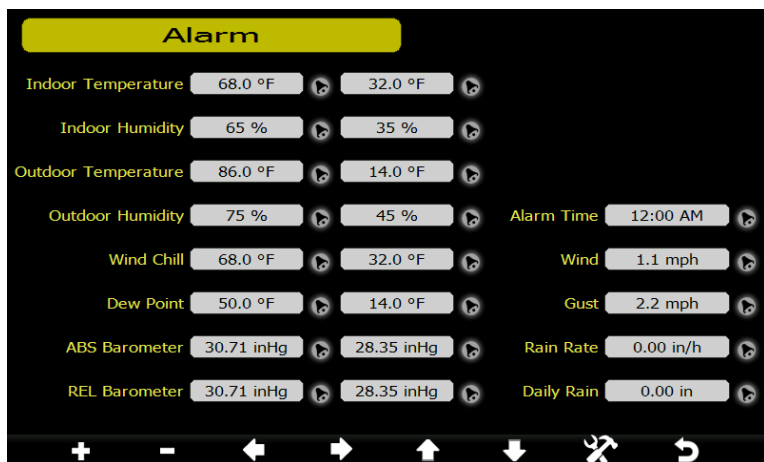 Alarm
Indoor Temperature 68.0 °F 32.0 °F
Indoor Humidity 65 % 35 %
Outdoor Temperature 86.0 °F 14.0 °F
Outdoor Humidity 75 % 45 % Alarm Time 12:00 AM
Wind Chill 68.0 °F 32.0 °F Wind 1.1 mph
Dew Point 50.0 °F 14.0 °F Gust 2.2 mph
ABS Barometer 30.71 inHg 28.35 inHg Rain Rate 0.00 in/h
REL Barometer 30.71 inHg 28.35 inHg Daily Rain 0.00 in